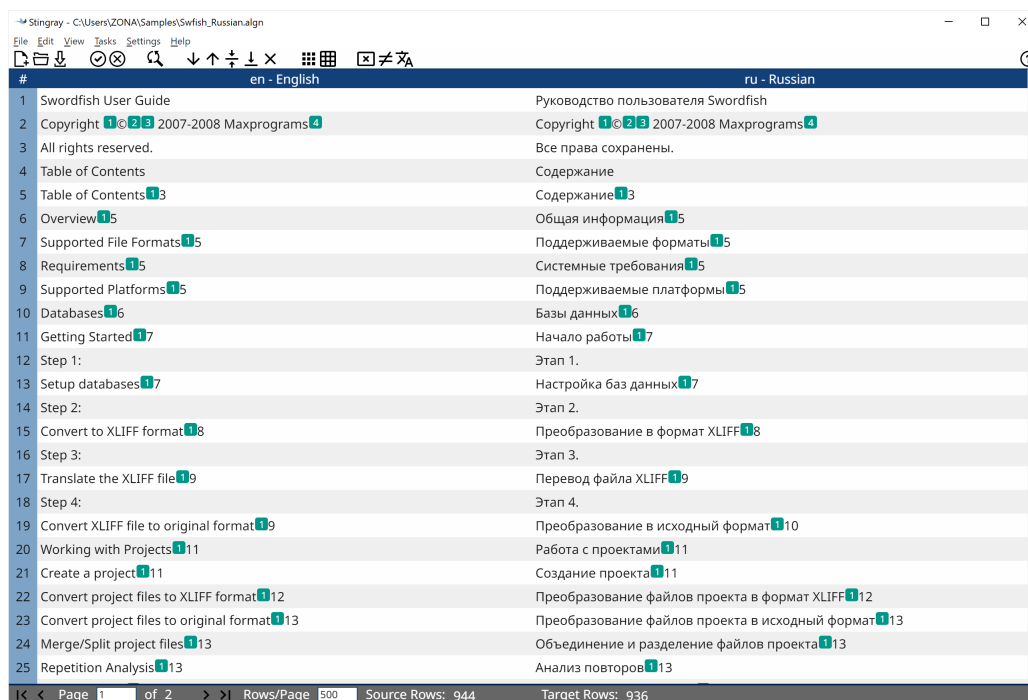 Stingray - C:\Users\ZONA\Samples\Swfish_Russian.algn
File Edit View Tasks Settings Help
# en - English ru - Russian
1 Swordfish User Guide Руководство пользователя Swordfish
2 Copyright 1©2 3 2007-2008 Maxprograms4 Copyright 1©2 3 2007-2008 Maxprograms4
3 All rights reserved. Все права сохранены.
4 Table of Contents Содержание
5 Table of Contents1 3 Содержание1 3
6 Overview1 5 Общая информация1 5
7 Supported File Formats1 5 Поддерживаемые форматы1 5
8 Requirements1 5 Системные требования1 5
9 Supported Platforms1 5 Поддерживаемые платформы1 5
10 Databases1 6 Базы данных1 6
11 Getting Started1 7 Начало работы1 7
12 Step 1: Этап 1.
13 Setup databases1 7 Настройка баз данных1 7
14 Step 2: Этап 2.
15 Convert to XLIFF format1 8 Преобразование в формат XLIFF1 8
16 Step 3: Этап 3.
17 Translate the XLIFF file1 9 Перевод файла XLIFF1 9
18 Step 4: Этап 4.
19 Convert XLIFF file to original format1 9 Преобразование в исходный формат1 10
20 Working with Projects1 11 Работа с проектами1 11
21 Create a project1 11 Создание проекта1 11
22 Convert project files to XLIFF format1 12 Преобразование файлов проекта в формат XLIFF1 12
23 Convert project files to original format1 13 Преобразование файлов проекта в исходный формат1 13
24 Merge/Split project files1 13 Объединение и разделение файлов проекта1 13
25 Repetition Analysis1 13 Анализ повторов1 13
Page 1 of 2 Rows/Page 500 Source Rows: 944 Target Rows: 936